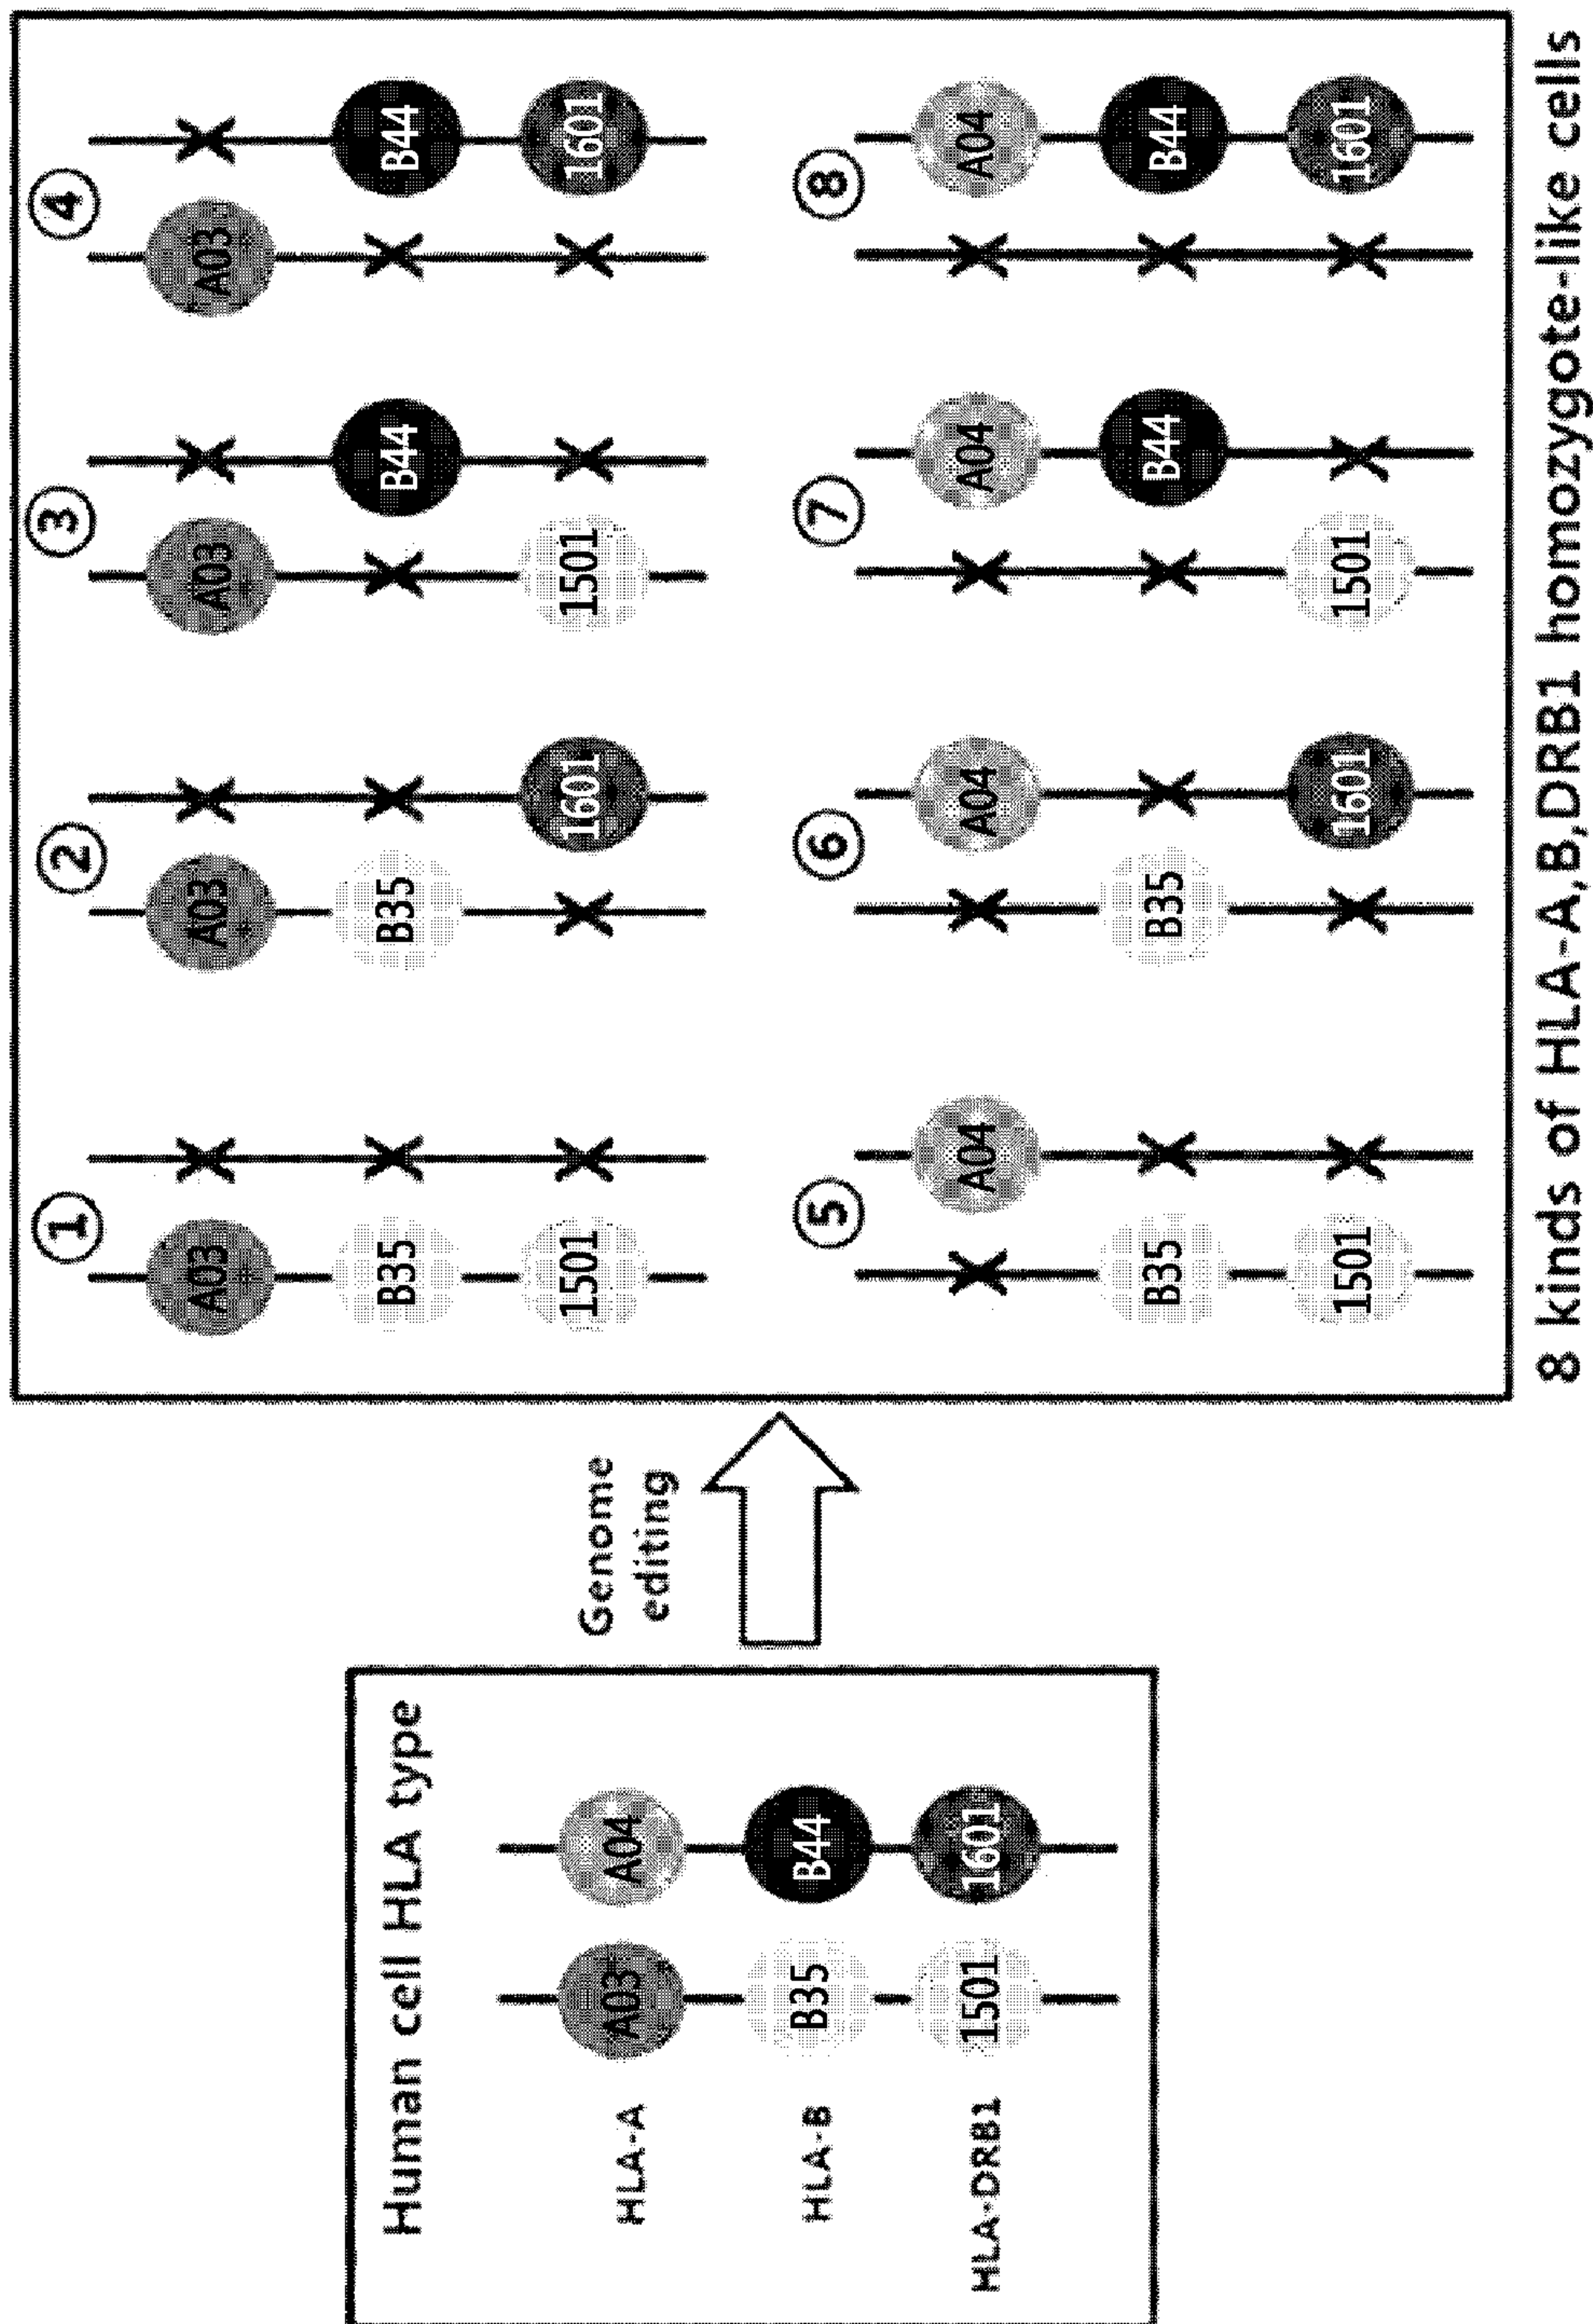 Human cell HLA type
HLA-A
A03
A04
HLA-B
B35
B44
HLA-DRB1
1501
1601
Genome
editing
①
A03
B35
1501
②
A03
B35
1601
③
A03
B44
1501
④
A03
B44
1601
⑤
A04
B35
1501
⑥
A04
B35
1601
⑦
A04
B44
1501
⑧
A04
B44
1601
8 kinds of HLA-A,B,DRB1 homozygote-like cells